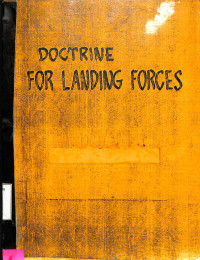 DOCTRINE
FOR LANDING FORCES